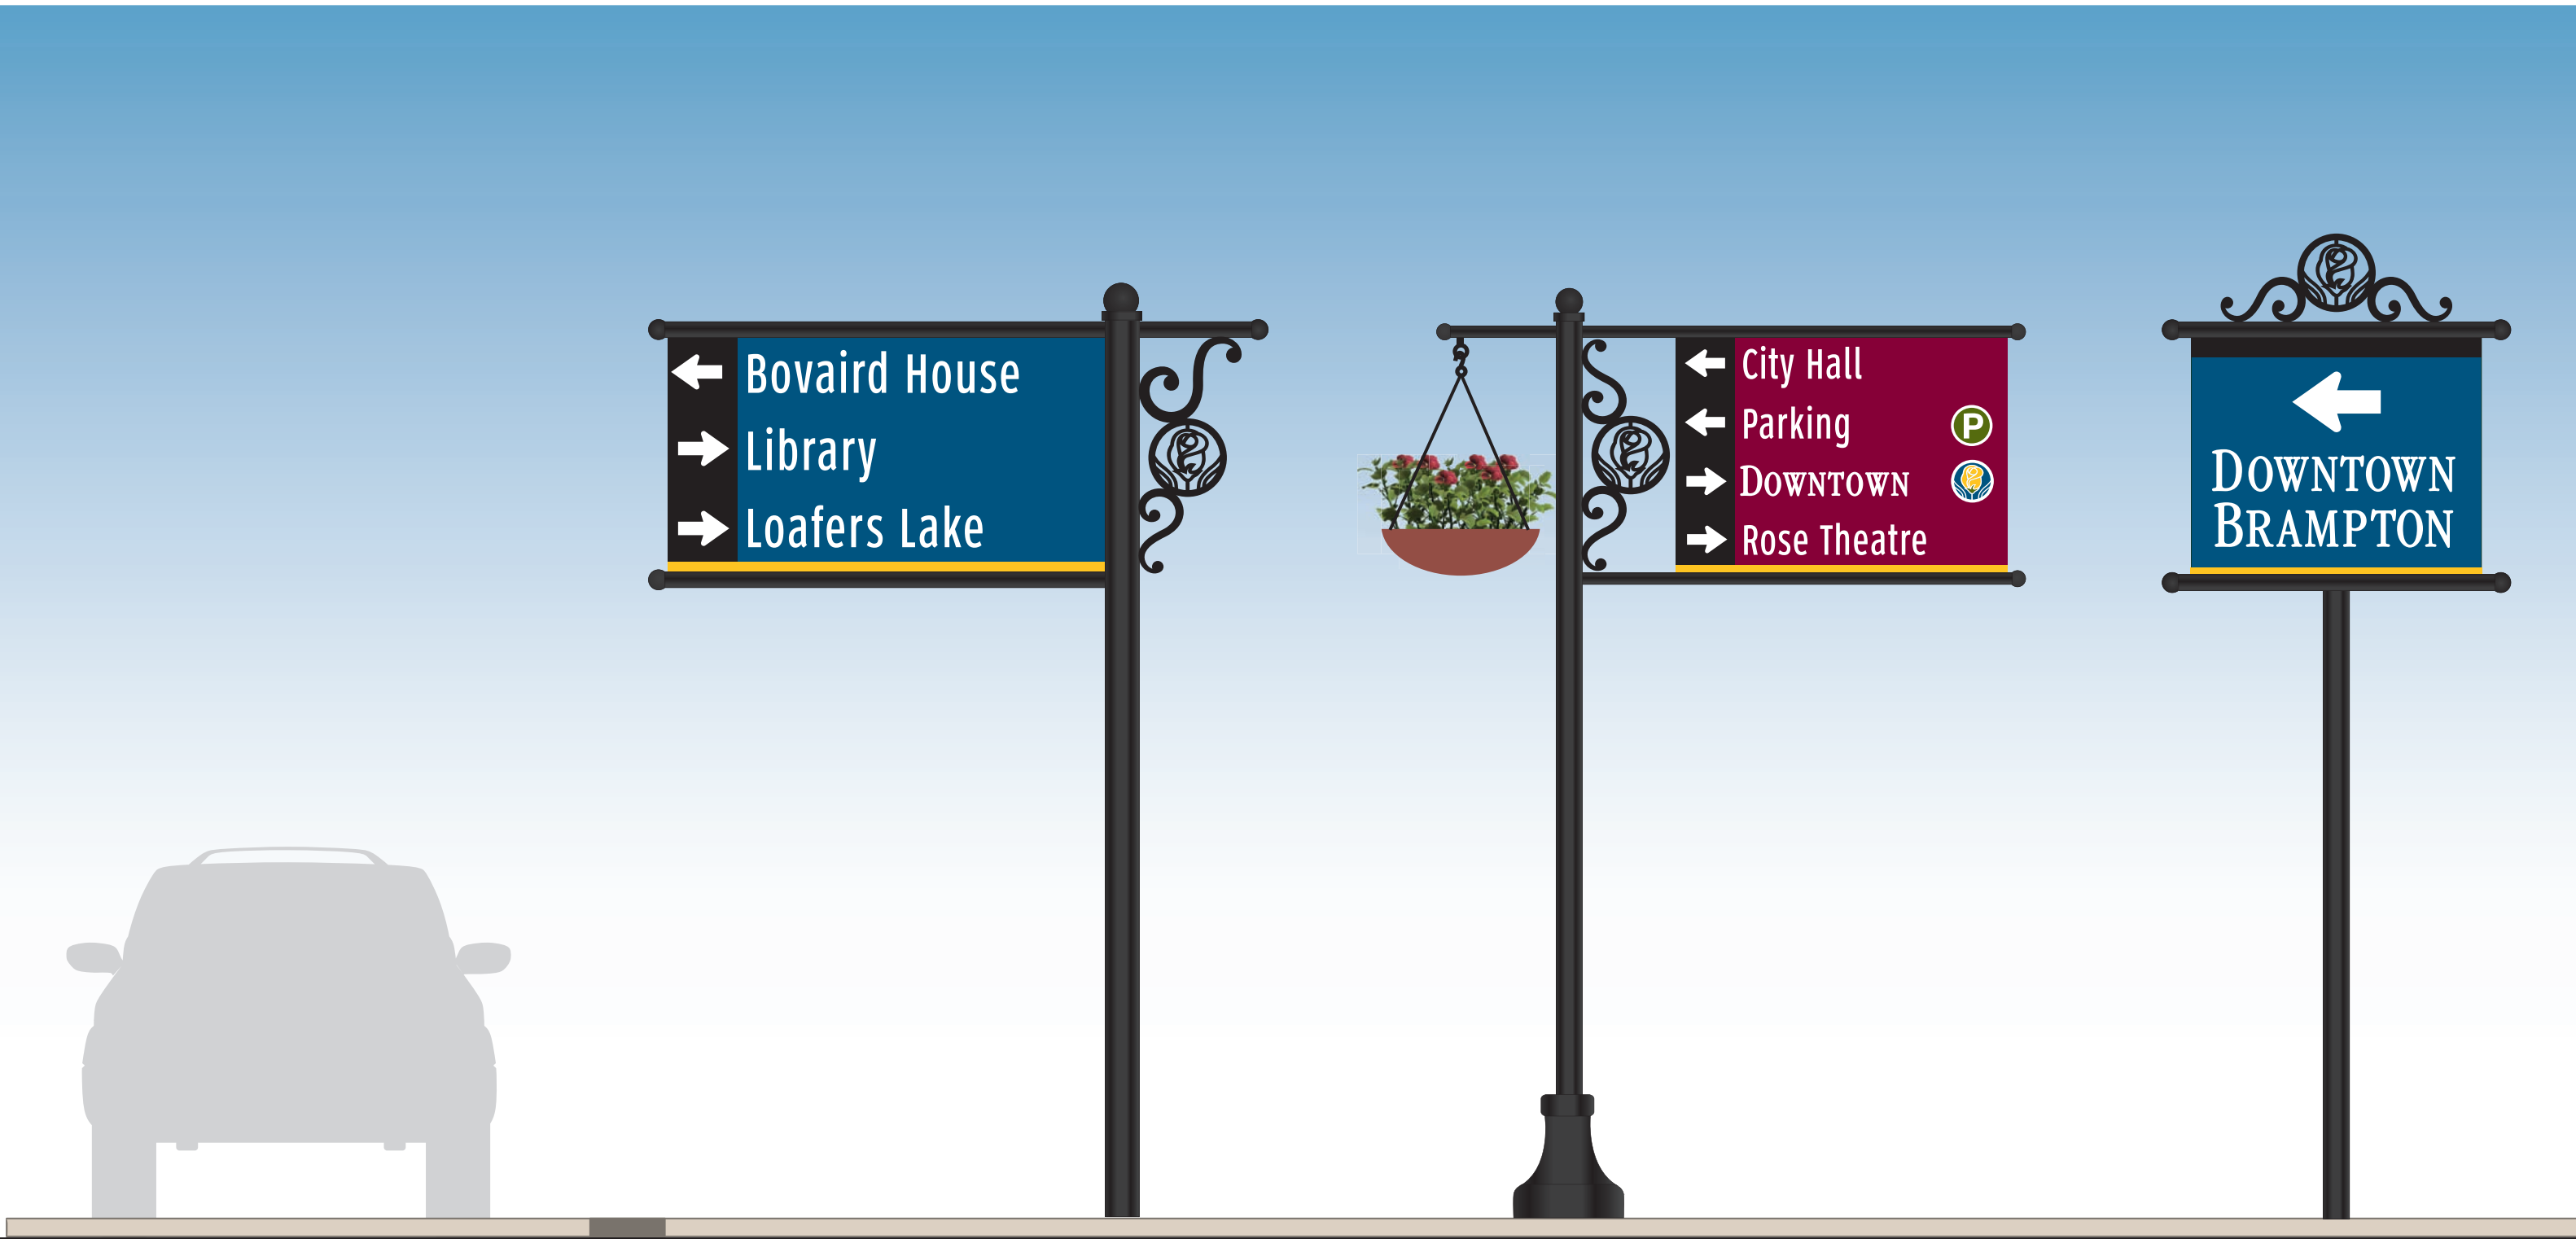 Bovaird House
Library
Loafers Lake
City Hall
Parking P
DOWNTOWN
Rose Theatre
DOWNTOWN
BRAMPTON